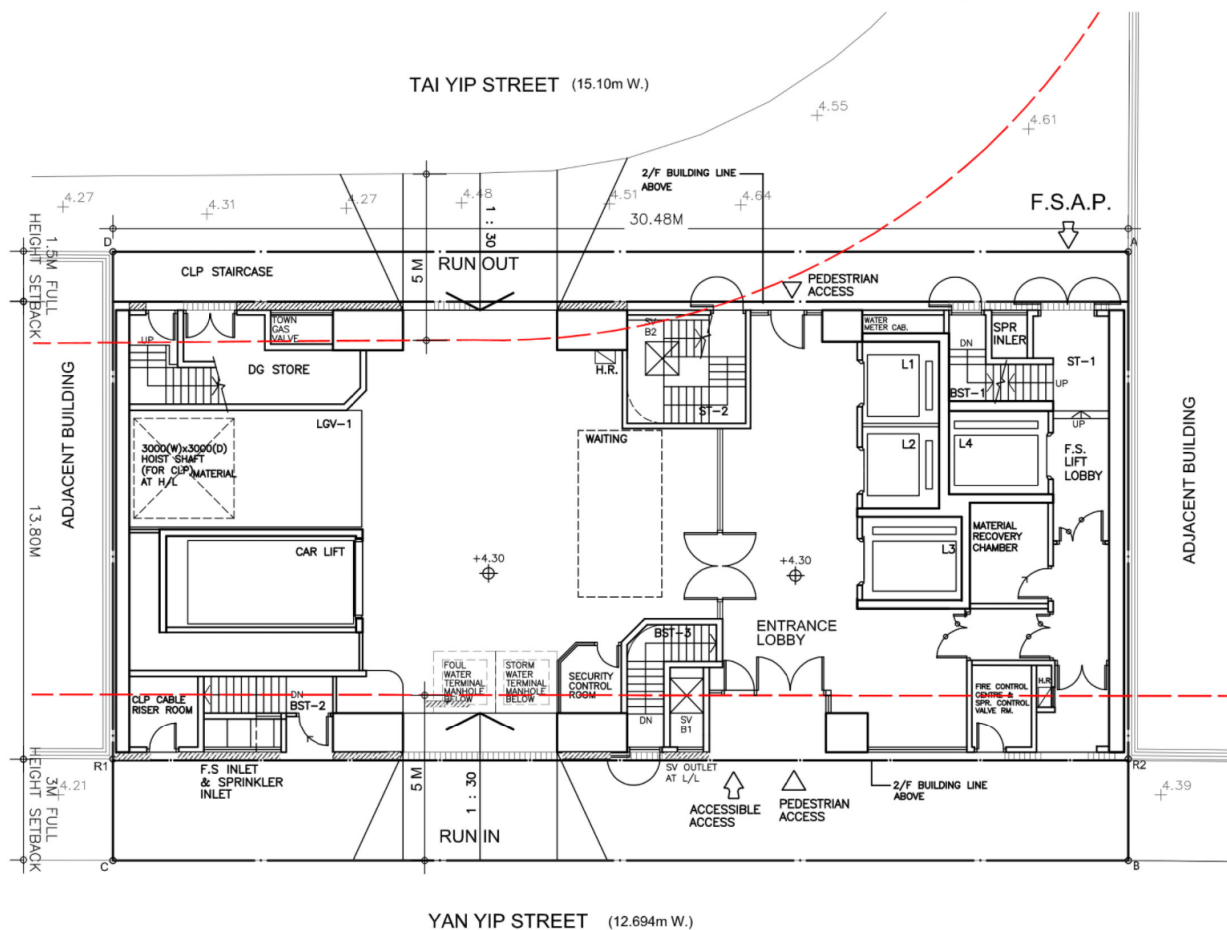 TAI YIP STREET (15.10m W.)
4.55
4.61
2/F BUILDING LINE
ABOVE
4.27
4.31
4.27
4.48
4.51
4.64
30.48M
F.S.A.P.
D
A
1.5M FULL
HEIGHT SETBACK
CLP STAIRCASE
5 M
1 : 30
RUN OUT
PEDESTRIAN
ACCESS
UP
TOWN
GAS
VALVE
DG STORE
SV
B2
H.R.
ST-2
WATER
METER CAB.
L1
DN
SPR
INLER
ST-1
BST-1
UP
ADJACENT BUILDING
LGV-1
3000(W)x3000(D)
HOIST SHAFT
(FOR CLP)
AT H/L
MATERIAL
WAITING
L2
L4
UP
F.S.
LIFT
LOBBY
ADJACENT BUILDING
13.80M
CAR LIFT
+4.30
+4.30
L3
MATERIAL
RECOVERY
CHAMBER
ENTRANCE
LOBBY
BST-3
FOUL
WATER
TERMINAL
MANHOLE
BELOW
STORM
WATER
TERMINAL
MANHOLE
BELOW
SECURITY
CONTROL
ROOM
CLP CABLE
RISER ROOM
DN
BST-2
DN
SV
B1
FIRE CONTROL
CENTRE &
SPR. CONTROL
VALVE RM.
H.R.
R1
R2
3M FULL
HEIGHT SETBACK
4.21
F.S INLET
& SPRINKLER
INLET
5 M
1 : 30
RUN IN
SV OUTLET
AT L/L
ACCESSIBLE
ACCESS
PEDESTRIAN
ACCESS
2/F BUILDING LINE
ABOVE
4.39
C
B
YAN YIP STREET (12.694m W.)